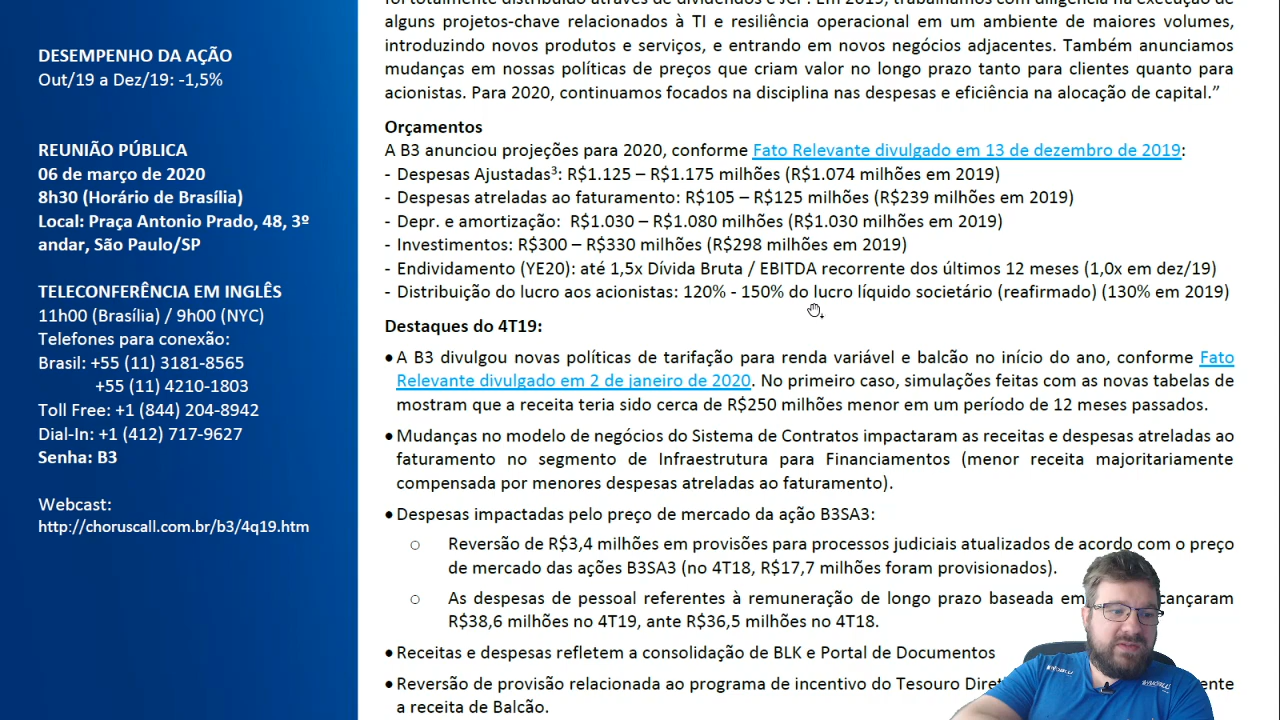 DESEMPENHO DA AÇÃO
Out/19 a Dez/19: -1,5%
REUNIÃO PÚBLICA
06 de março de 2020
8h30 (Horário de Brasília)
Local: Praça Antonio Prado, 48, 3º
andar, São Paulo/SP
TELECONFERÊNCIA EM INGLÊS
11h00 (Brasília) / 9h00 (NYC)
Telefones para conexão:
Brasil: +55 (11) 3181-8565
+55 (11) 4210-1803
Toll Free: +1 (844) 204-8942
Dial-In: +1 (412) 717-9627
Senha: B3
Webcast:
http://choruscall.com.br/b3/4q19.htm
foi totalmente distribuído através de dividendos e JCP. Em 2019, trabalhamos com diligência na execução de
alguns projetos-chave relacionados à TI e resiliência operacional em um ambiente de maiores volumes,
introduzindo novos produtos e serviços, e entrando em novos negócios adjacentes. Também anunciamos
mudanças em nossas políticas de preços que criam valor no longo prazo tanto para clientes quanto para
acionistas. Para 2020, continuamos focados na disciplina nas despesas e eficiência na alocação de capital.”
Orçamentos
A B3 anunciou projeções para 2020, conforme Fato Relevante divulgado em 13 de dezembro de 2019:
- Despesas Ajustadas³: R$1.125 – R$1.175 milhões (R$1.074 milhões em 2019)
- Despesas atreladas ao faturamento: R$105 – R$125 milhões (R$239 milhões em 2019)
- Depr. e amortização: R$1.030 – R$1.080 milhões (R$1.030 milhões em 2019)
- Investimentos: R$300 – R$330 milhões (R$298 milhões em 2019)
- Endividamento (YE20): até 1,5x Dívida Bruta / EBITDA recorrente dos últimos 12 meses (1,0x em dez/19)
- Distribuição do lucro aos acionistas: 120% - 150% do lucro líquido societário (reafirmado) (130% em 2019)
Destaques do 4T19:
• A B3 divulgou novas políticas de tarifação para renda variável e balcão no início do ano, conforme Fato
Relevante divulgado em 2 de janeiro de 2020. No primeiro caso, simulações feitas com as novas tabelas de
mostram que a receita teria sido cerca de R$250 milhões menor em um período de 12 meses passados.
• Mudanças no modelo de negócios do Sistema de Contratos impactaram as receitas e despesas atreladas ao
faturamento no segmento de Infraestrutura para Financiamentos (menor receita majoritariamente
compensada por menores despesas atreladas ao faturamento).
• Despesas impactadas pelo preço de mercado da ação B3SA3:
○ Reversão de R$3,4 milhões em provisões para processos judiciais atualizados de acordo com o preço
de mercado das ações B3SA3 (no 4T18, R$17,7 milhões foram provisionados).
○ As despesas de pessoal referentes à remuneração de longo prazo baseada em cançaram
R$38,6 milhões no 4T19, ante R$36,5 milhões no 4T18.
• Receitas e despesas refletem a consolidação de BLK e Portal de Documentos
• Reversão de provisão relacionada ao programa de incentivo do Tesouro Diret ente
a receita de Balcão.